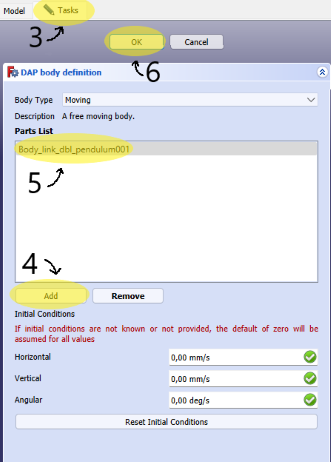 Model Tasks
3
OK Cancel
6
DAP body definition
Body Type Moving
Description A free moving body.
Parts List
Body_link_dbl_pendulum001
5
4
Add Remove
Initial Conditions
If initial conditions are not known or not provided, the default of zero will be
assumed for all values
Horizontal 0,00 mm/s
Vertical 0,00 mm/s
Angular 0,00 deg/s
Reset Initial Conditions